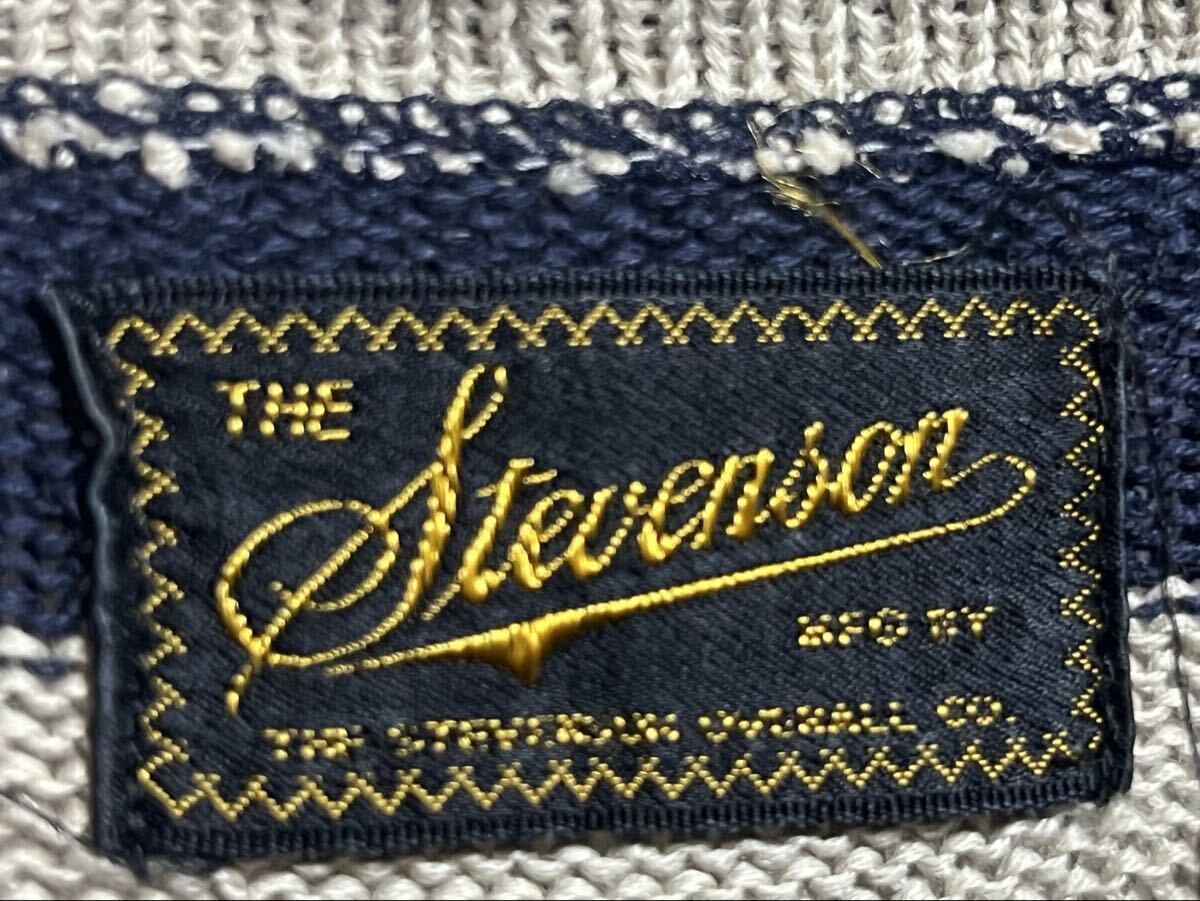 THE
Stevenson
MFG BY
THE STEVENSON OVERALL CO.